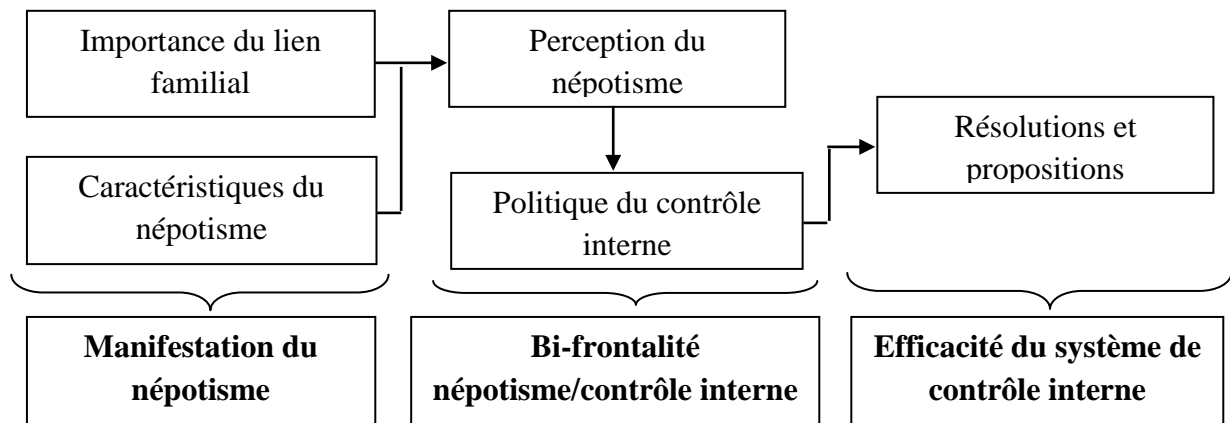 Importance du lien
familial
Perception du
népotisme
Résolutions et
propositions
Caractéristiques du
népotisme
Politique du contrôle
interne
Manifestation du
népotisme
Bi-frontalité
népotisme/contrôle interne
Efficacité du système de
contrôle interne